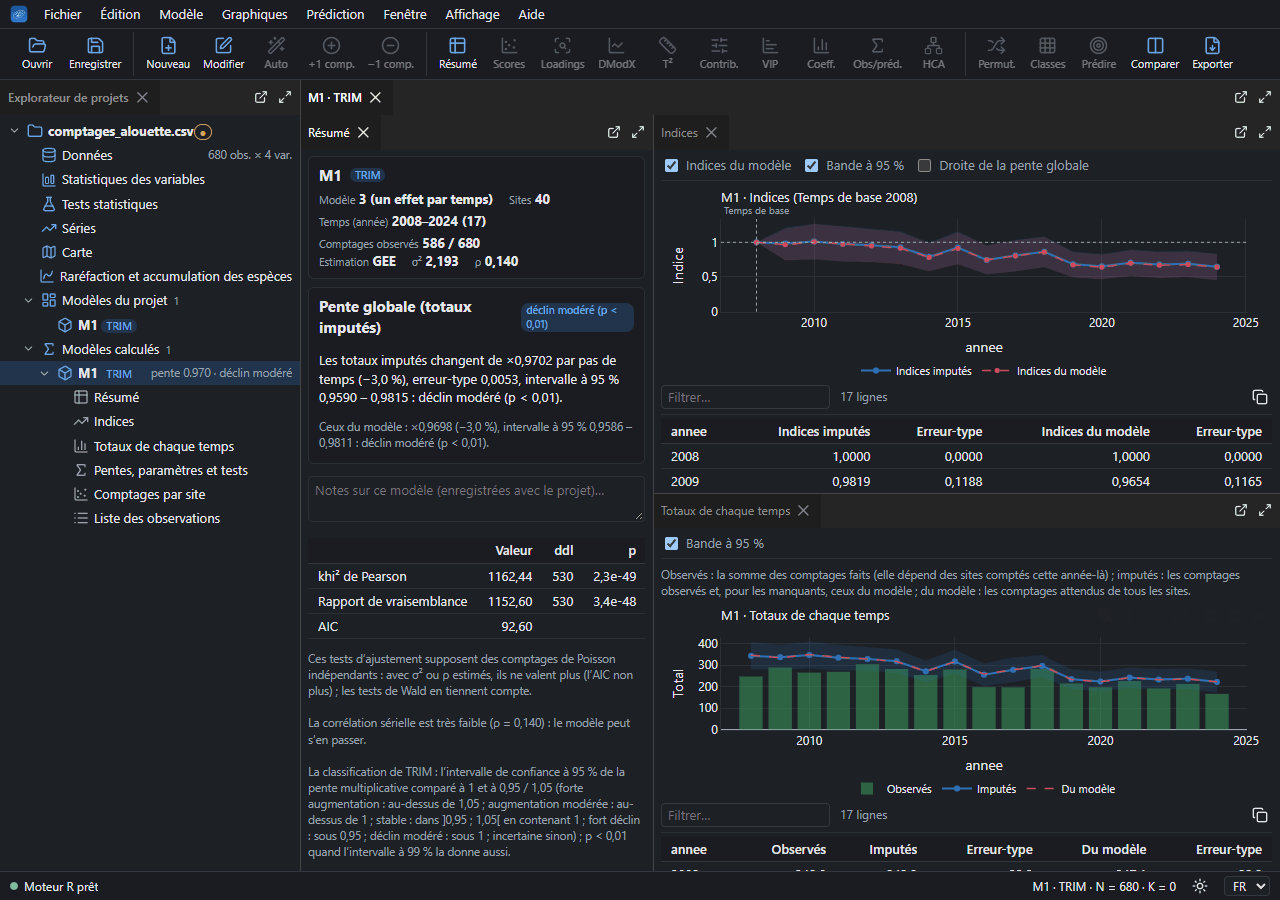 Fichier Édition Modèle Graphiques Prédiction Fenêtre Affichage Aide
Ouvrir Enregistrer Nouveau Modifier Auto +1 comp. −1 comp. Résumé Scores Loadings DModX T² Contrib. VIP Coeff. Obs/préd. HCA Permut. Classes Prédire Comparer Exporter
Explorateur de projets
comptages_alouette.csv
Données 680 obs. × 4 var.
Statistiques des variables
Tests statistiques
Séries
Carte
Raréfaction et accumulation des espèces
Modèles du projet 1
M1 TRIM
Modèles calculés 1
M1 TRIM pente 0.970 · déclin modéré
Résumé
Indices
Totaux de chaque temps
Pentes, paramètres et tests
Comptages par site
Liste des observations
M1 · TRIM
Résumé
M1 TRIM
Modèle 3 (un effet par temps) Sites 40
Temps (année) 2008–2024 (17)
Comptages observés 586 / 680
Estimation GEE σ² 2,193 ρ 0,140
Pente globale (totaux imputés)
déclin modéré (p < 0,01)
Les totaux imputés changent de ×0,9702 par pas de
temps (−3,0 %), erreur-type 0,0053, intervalle à 95 %
0,9590 – 0,9815 : déclin modéré (p < 0,01).
Ceux du modèle : ×0,9698 (−3,0 %), intervalle à 95 % 0,9586 –
0,9811 : déclin modéré (p < 0,01).
Notes sur ce modèle (enregistrées avec le projet)…
Valeur ddl p
khi² de Pearson 1162,44 530 2,3e-49
Rapport de vraisemblance 1152,60 530 3,4e-48
AIC 92,60
Ces tests d’ajustement supposent des comptages de Poisson
indépendants : avec σ² ou ρ estimés, ils ne valent plus (l’AIC non
plus) ; les tests de Wald en tiennent compte.
La corrélation sérielle est très faible (ρ = 0,140) : le modèle peut
s’en passer.
La classification de TRIM : l’intervalle de confiance à 95 % de la
pente multiplicative comparé à 1 et à 0,95 / 1,05 (forte
augmentation : au-dessus de 1,05 ; augmentation modérée : au-
dessus de 1 ; stable : dans ]0,95 ; 1,05[ en contenant 1 ; fort déclin
: sous 0,95 ; déclin modéré : sous 1 ; incertaine sinon) ; p < 0,01
quand l’intervalle à 99 % la donne aussi.
Indices
Indices du modèle Bande à 95 % Droite de la pente globale
M1 · Indices (Temps de base 2008)
Temps de base
Indice
1
0,5
0
2010 2015 2020 2025
annee
Indices imputés Indices du modèle
Filtrer… 17 lignes
annee Indices imputés Erreur-type Indices du modèle Erreur-type
2008 1,0000 0,0000 1,0000 0,0000
2009 0,9819 0,1188 0,9654 0,1165
Totaux de chaque temps
Bande à 95 %
Observés : la somme des comptages faits (elle dépend des sites comptés cette année-là) ; imputés : les comptages
observés et, pour les manquants, ceux du modèle ; du modèle : les comptages attendus de tous les sites.
M1 · Totaux de chaque temps
Total
400
300
200
100
0
2010 2015 2020 2025
annee
Observés Imputés Du modèle
Filtrer… 17 lignes
annee Observés Imputés Erreur-type Du modèle Erreur-type
Moteur R prêt
M1 · TRIM · N = 680 · K = 0
FR